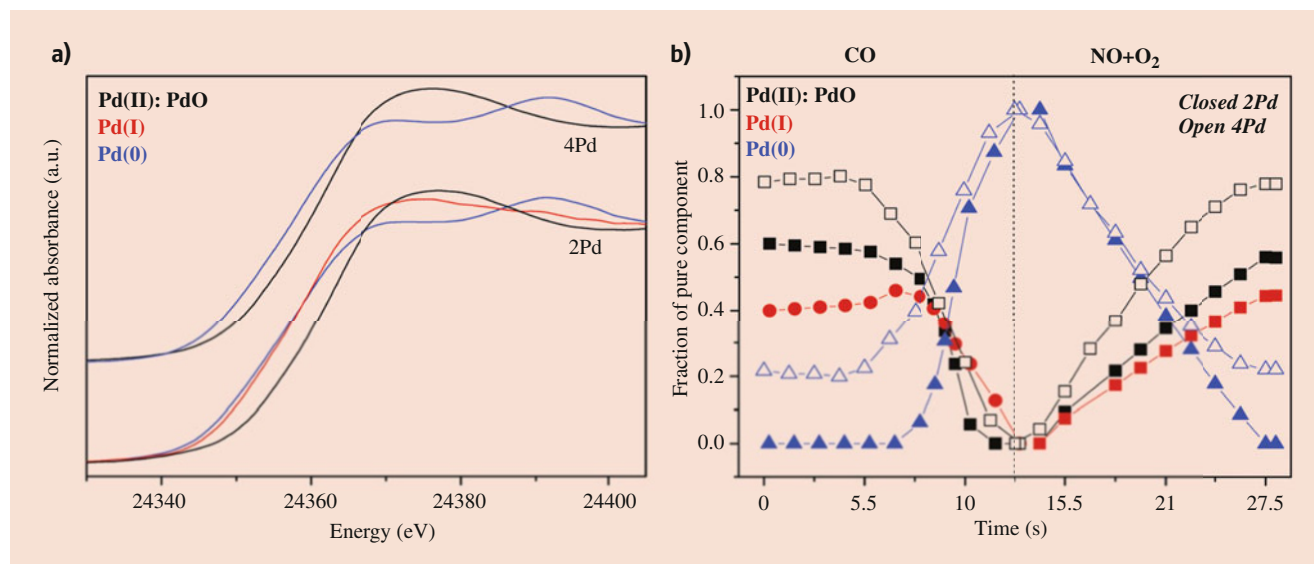 a)
Pd(II): PdO
Pd(I)
Pd(0)
4Pd
2Pd
Normalized absorbance (a.u.)
24340 24360 24380 24400
Energy (eV)
b)
CO NO+O₂
Pd(II): PdO
Pd(I)
Pd(0)
Closed 2Pd
Open 4Pd
1.0
0.8
0.6
0.4
0.2
0.0
Fraction of pure component
0 5.5 10 15.5 21 27.5
Time (s)